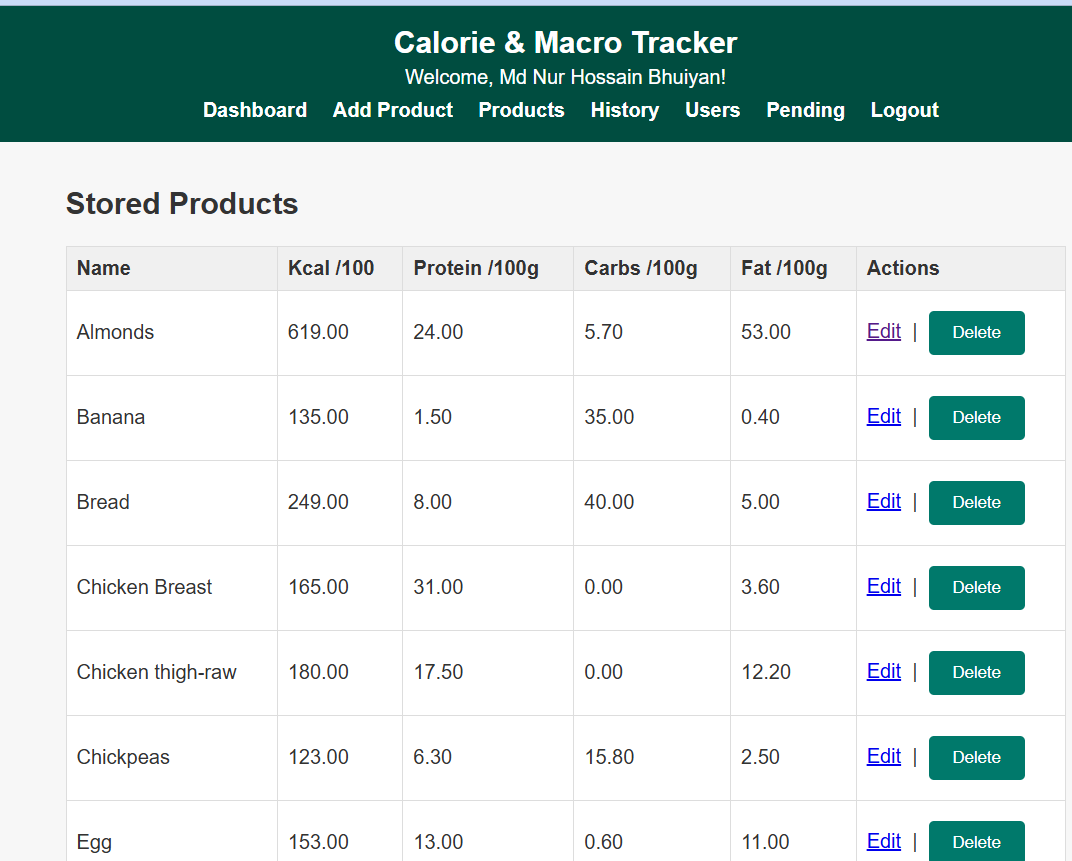 Calorie & Macro Tracker
Welcome, Md Nur Hossain Bhuiyan!
Dashboard Add Product Products History Users Pending Logout
Stored Products
Name Kcal /100 Protein /100g Carbs /100g Fat /100g Actions
Almonds 619.00 24.00 5.70 53.00 Edit | Delete
Banana 135.00 1.50 35.00 0.40 Edit | Delete
Bread 249.00 8.00 40.00 5.00 Edit | Delete
Chicken Breast 165.00 31.00 0.00 3.60 Edit | Delete
Chicken thigh-raw 180.00 17.50 0.00 12.20 Edit | Delete
Chickpeas 123.00 6.30 15.80 2.50 Edit | Delete
Egg 153.00 13.00 0.60 11.00 Edit | Delete